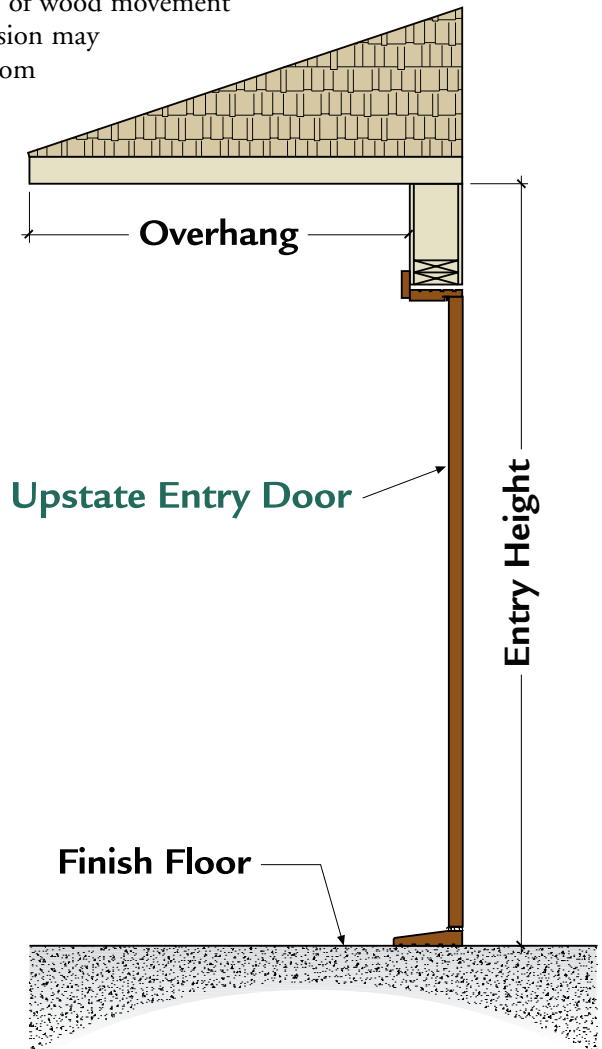 of wood movement
sion may
om
Overhang
Upstate Entry Door
Entry Height
Finish Floor